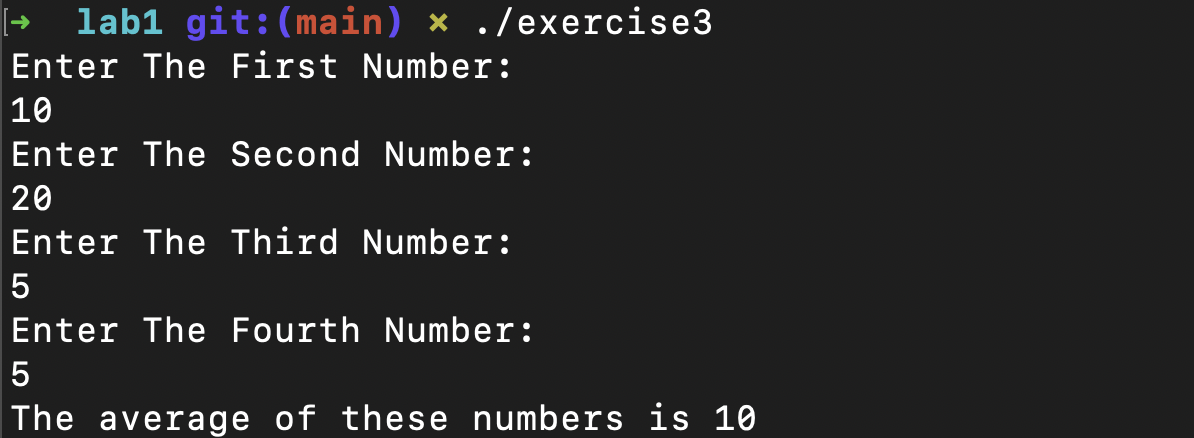 [➜  lab1 git:(main) ✗ ./exercise3
Enter The First Number:
10
Enter The Second Number:
20
Enter The Third Number:
5
Enter The Fourth Number:
5
The average of these numbers is 10